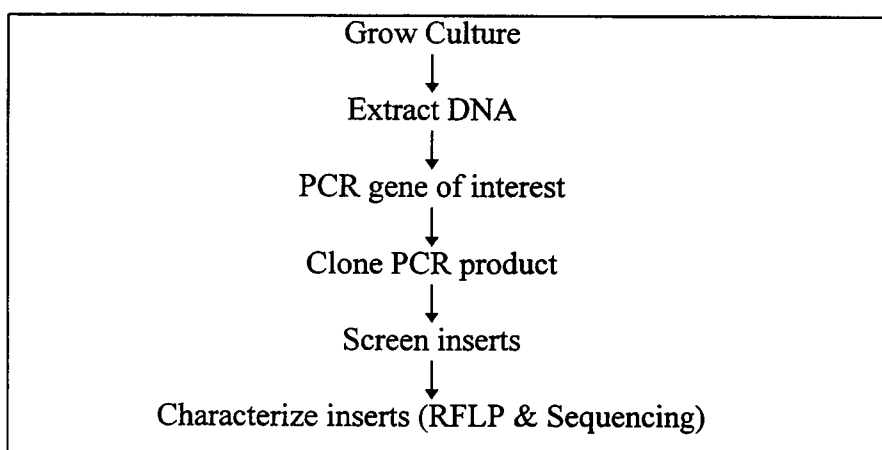 Grow Culture
Extract DNA
PCR gene of interest
Clone PCR product
Screen inserts
Characterize inserts (RFLP & Sequencing)